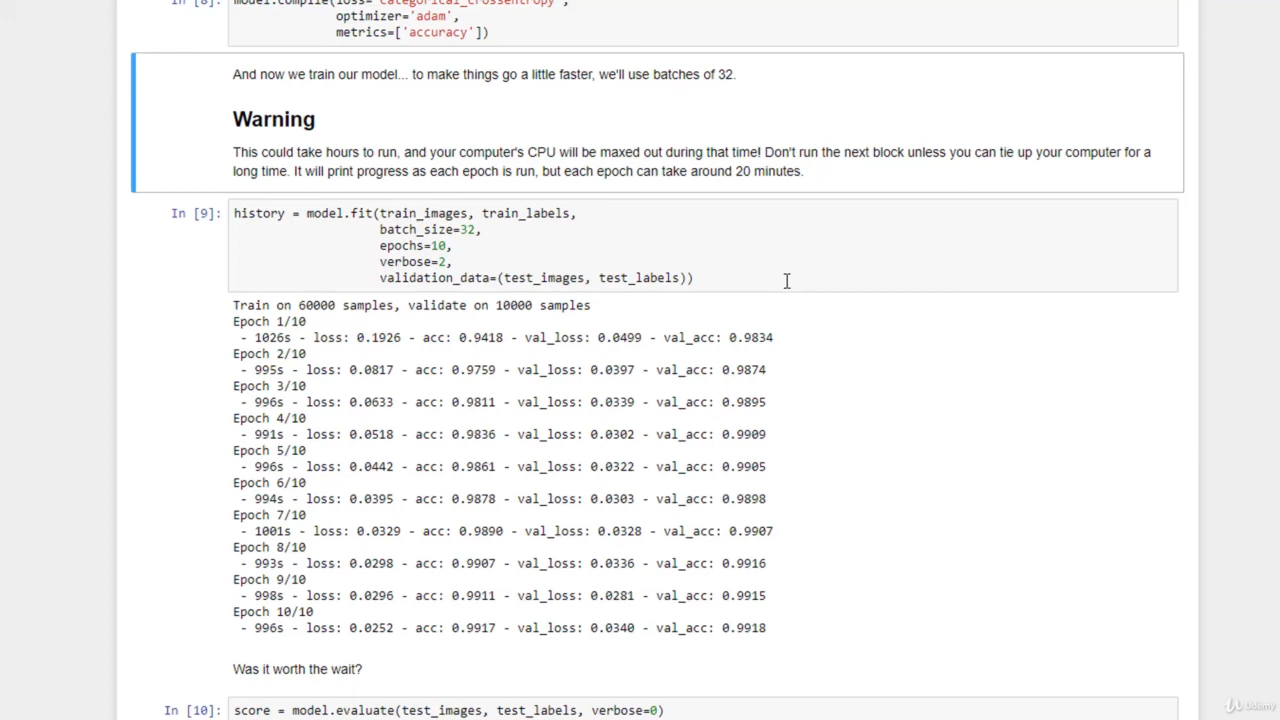 In [8]: model.compile(loss='categorical_crossentropy',
optimizer='adam',
metrics=['accuracy'])
And now we train our model... to make things go a little faster, we'll use batches of 32.
Warning
This could take hours to run, and your computer's CPU will be maxed out during that time! Don't run the next block unless you can tie up your computer for a
long time. It will print progress as each epoch is run, but each epoch can take around 20 minutes.
In [9]: history = model.fit(train_images, train_labels,
batch_size=32,
epochs=10,
verbose=2,
validation_data=(test_images, test_labels))
Train on 60000 samples, validate on 10000 samples
Epoch 1/10
- 1026s - loss: 0.1926 - acc: 0.9418 - val_loss: 0.0499 - val_acc: 0.9834
Epoch 2/10
- 995s - loss: 0.0817 - acc: 0.9759 - val_loss: 0.0397 - val_acc: 0.9874
Epoch 3/10
- 996s - loss: 0.0633 - acc: 0.9811 - val_loss: 0.0339 - val_acc: 0.9895
Epoch 4/10
- 991s - loss: 0.0518 - acc: 0.9836 - val_loss: 0.0302 - val_acc: 0.9909
Epoch 5/10
- 996s - loss: 0.0442 - acc: 0.9861 - val_loss: 0.0322 - val_acc: 0.9905
Epoch 6/10
- 994s - loss: 0.0395 - acc: 0.9878 - val_loss: 0.0303 - val_acc: 0.9898
Epoch 7/10
- 1001s - loss: 0.0329 - acc: 0.9890 - val_loss: 0.0328 - val_acc: 0.9907
Epoch 8/10
- 993s - loss: 0.0298 - acc: 0.9907 - val_loss: 0.0336 - val_acc: 0.9916
Epoch 9/10
- 998s - loss: 0.0296 - acc: 0.9911 - val_loss: 0.0281 - val_acc: 0.9915
Epoch 10/10
- 996s - loss: 0.0252 - acc: 0.9917 - val_loss: 0.0340 - val_acc: 0.9918
Was it worth the wait?
In [10]: score = model.evaluate(test_images, test_labels, verbose=0)
Udemy